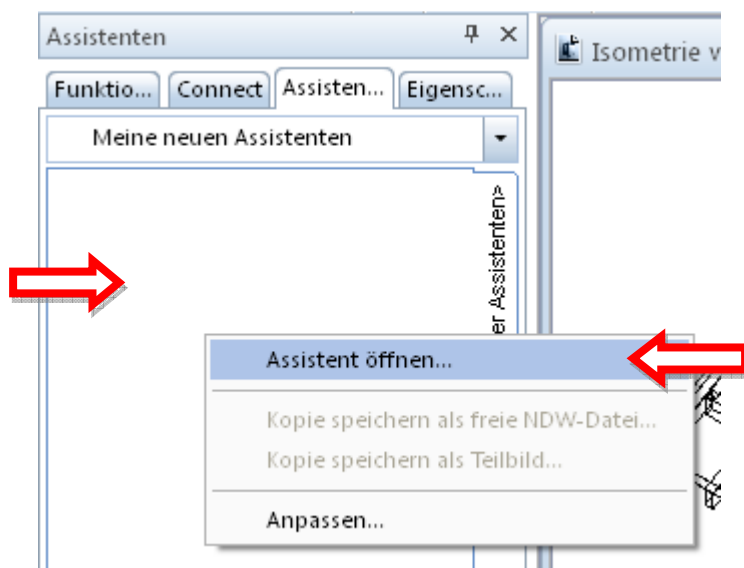 Assistenten
Isometrie v
Funktio...
Connect
Assisten...
Eigensc...
Meine neuen Assistenten
er Assistenten>
Assistent öffnen...
Kopie speichern als freie NDW-Datei...
Kopie speichern als Teilbild...
Anpassen...